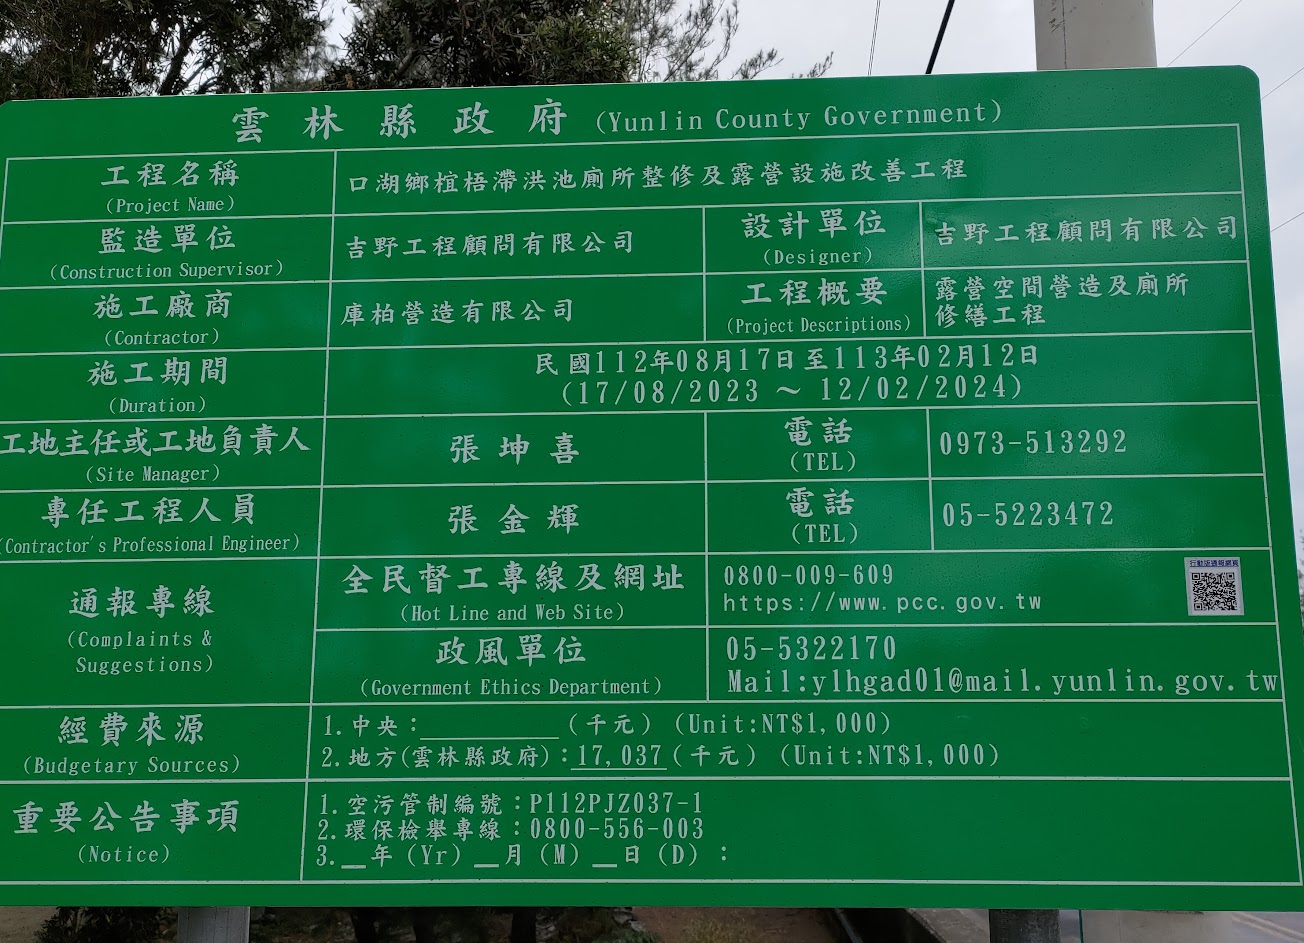 雲林縣政府 (Yunlin County Government)
工程名稱
(Project Name)
口湖鄉椬梧滯洪池廁所整修及露營設施改善工程
監造單位
(Construction Supervisor)
吉野工程顧問有限公司
設計單位
(Designer)
吉野工程顧問有限公司
施工廠商
(Contractor)
庫柏營造有限公司
工程概要
(Project Descriptions)
露營空間營造及廁所
修繕工程
施工期間
(Duration)
民國112年08月17日至113年02月12日
(17/08/2023 ～ 12/02/2024)
工地主任或工地負責人
(Site Manager)
張坤喜
電話
(TEL)
0973-513292
專任工程人員
(Contractor's Professional Engineer)
張金輝
電話
(TEL)
05-5223472
通報專線
(Complaints &
Suggestions)
全民督工專線及網址
(Hot Line and Web Site)
0800-009-609
https://www.pcc.gov.tw
行動版通報網頁
政風單位
(Government Ethics Department)
05-5322170
Mail:ylhgad01@mail.yunlin.gov.tw
經費來源
(Budgetary Sources)
1.中央：__________(千元) (Unit:NT$1,000)
2.地方(雲林縣政府)：17,037(千元) (Unit:NT$1,000)
重要公告事項
(Notice)
1.空污管制編號：P112PJZ037-1
2.環保檢舉專線：0800-556-003
3.__年(Yr)__月(M)__日(D)：